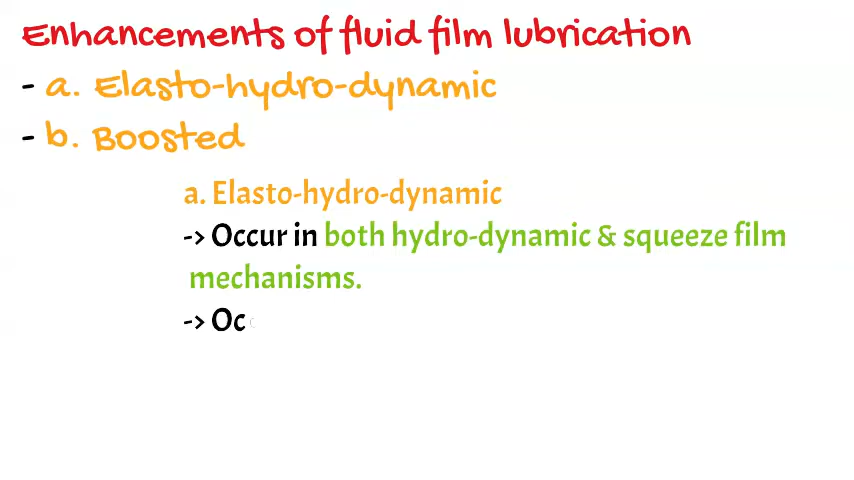 Enhancements of fluid film lubrication
- a. Elasto-hydro-dynamic
- b. Boosted
a. Elasto-hydro-dynamic
-> Occur in both hydro-dynamic & squeeze film
mechanisms.
-> Oc